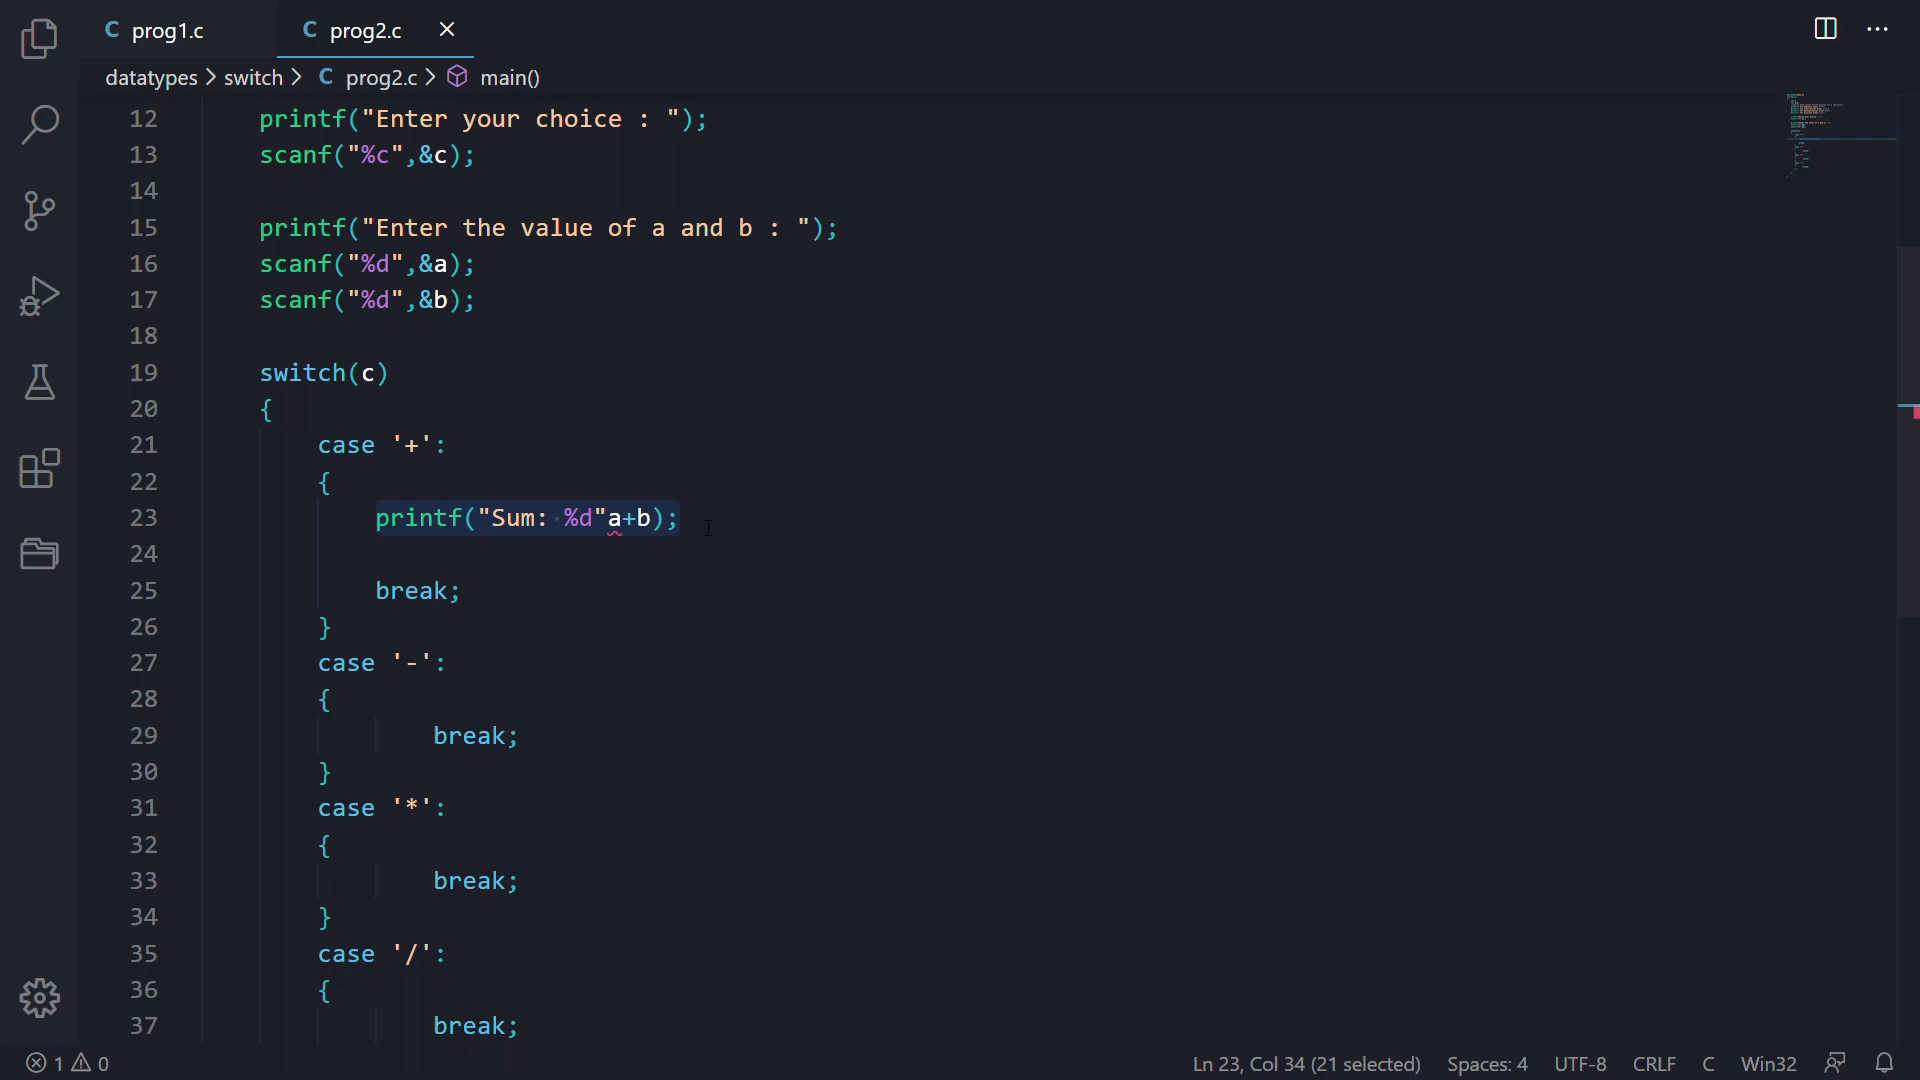 C prog1.c C prog2.c
datatypes > switch > C prog2.c > main()
12 printf("Enter your choice : ");
13 scanf("%c",&c);
14
15 printf("Enter the value of a and b : ");
16 scanf("%d",&a);
17 scanf("%d",&b);
18
19 switch(c)
20 {
21 case '+':
22 {
23 printf("Sum: %d"a+b);
24
25 break;
26 }
27 case '-':
28 {
29 break;
30 }
31 case '*':
32 {
33 break;
34 }
35 case '/':
36 {
37 break;
1 0 Ln 23, Col 34 (21 selected) Spaces: 4 UTF-8 CRLF C Win32